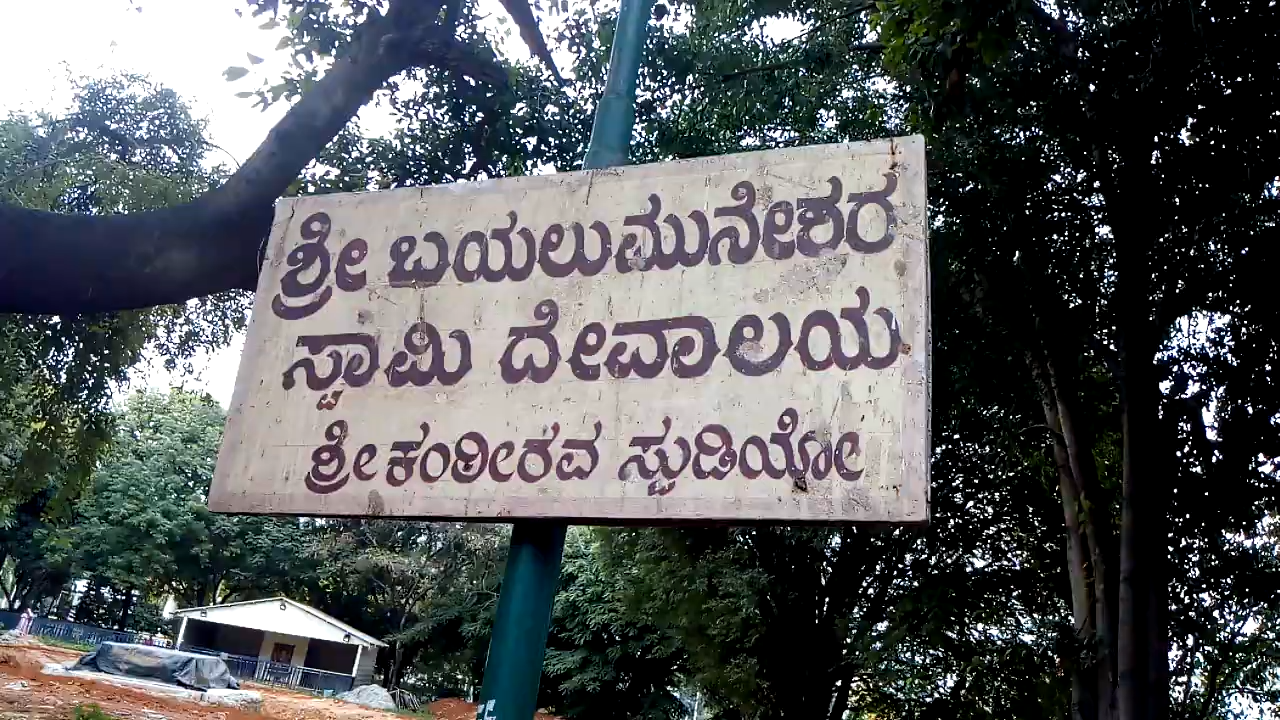 ಶ್ರೀ ಬಯಲುಮುನೇಶರ
ಸ್ವಾಮಿ ದೇವಾಲಯ
ಶ್ರೀ ಕಂಠೀರವ ಸ್ಟುಡಿಯೋ